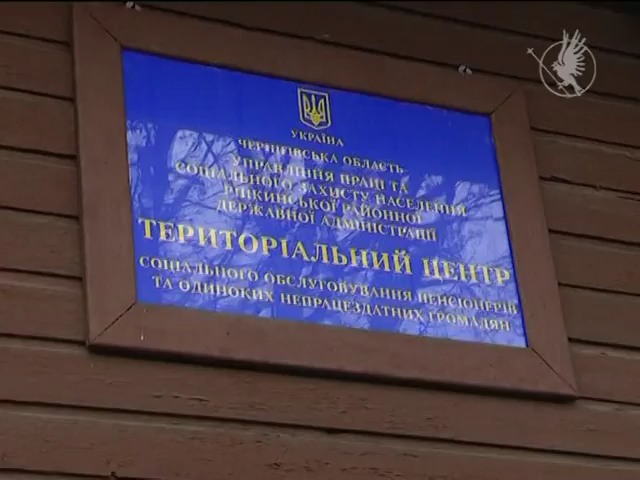 УКРАЇНА
ЧЕРНІГІВСЬКА ОБЛАСТЬ
УПРАВЛІННЯ ПРАЦІ ТА
СОЦІАЛЬНОГО ЗАХИСТУ НАСЕЛЕННЯ
РІПКИНСЬКОЇ РАЙОННОЇ
ДЕРЖАВНОЇ АДМІНІСТРАЦІЇ
ТЕРИТОРІАЛЬНИЙ ЦЕНТР
СОЦІАЛЬНОГО ОБСЛУГОВУВАННЯ ПЕНСІОНЕРІВ
ТА ОДИНОКИХ НЕПРАЦЕЗДАТНИХ ГРОМАДЯН